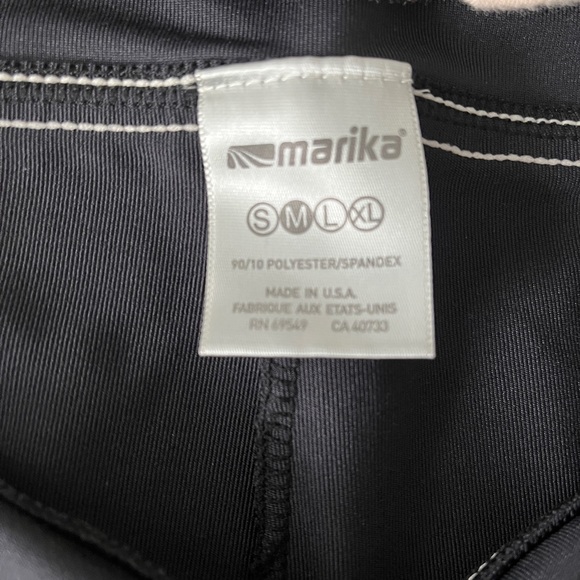 marika®
S M L XL
90/10 POLYESTER/SPANDEX
MADE IN U.S.A.
FABRIQUE AUX ETATS-UNIS
RN 69549 CA 40733